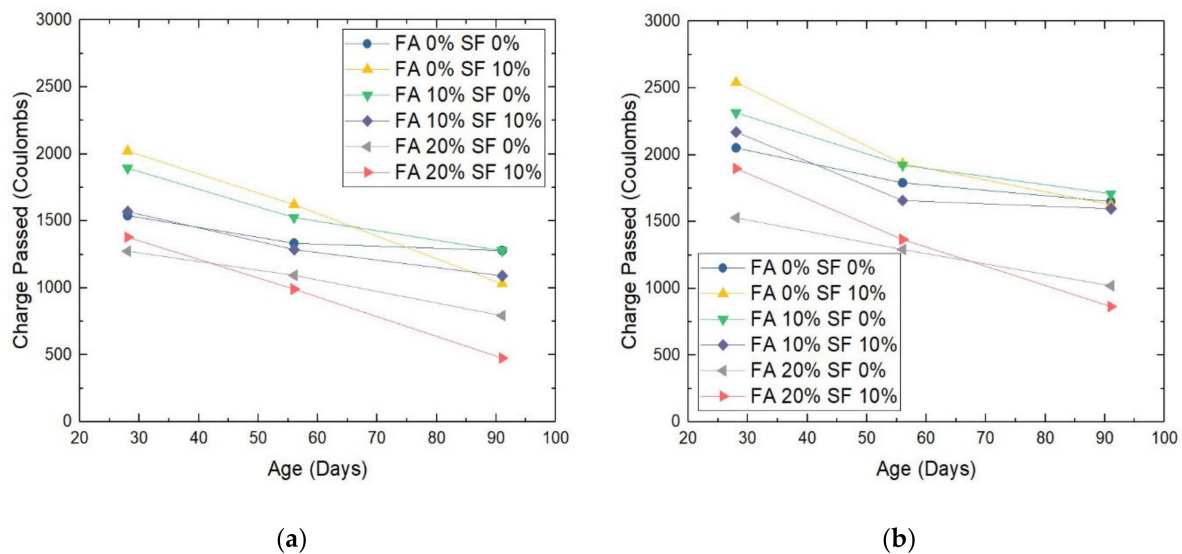 3000
2500
2000
1500
1000
500
0
Charge Passed (Coulombs)
FA 0% SF 0%
FA 0% SF 10%
FA 10% SF 0%
FA 10% SF 10%
FA 20% SF 0%
FA 20% SF 10%
20 30 40 50 60 70 80 90 100
Age (Days)
(a)
3000
2500
2000
1500
1000
500
0
Charge Passed (Coulombs)
FA 0% SF 0%
FA 0% SF 10%
FA 10% SF 0%
FA 10% SF 10%
FA 20% SF 0%
FA 20% SF 10%
20 30 40 50 60 70 80 90 100
Age (Days)
(b)